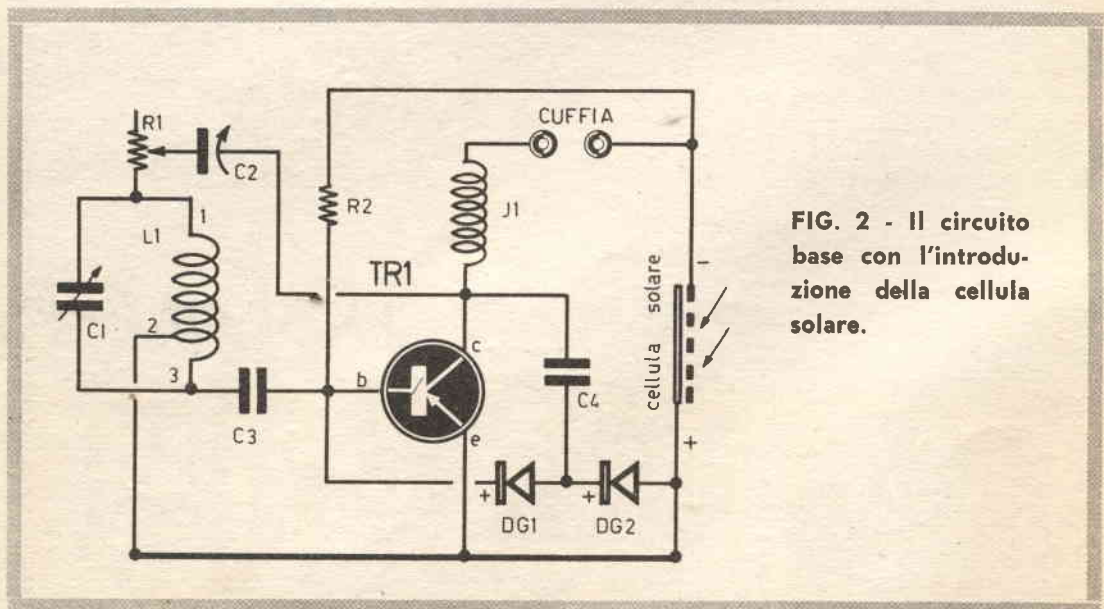 CUFFIA
R1
C2
R2
J1
1
L1
C1
2
3
C3
TR1
b
c
e
C4
cellula solare
-
+
+
DG1
+
DG2
FIG. 2 - Il circuito
base con l'introdu-
zione della cellula
solare.